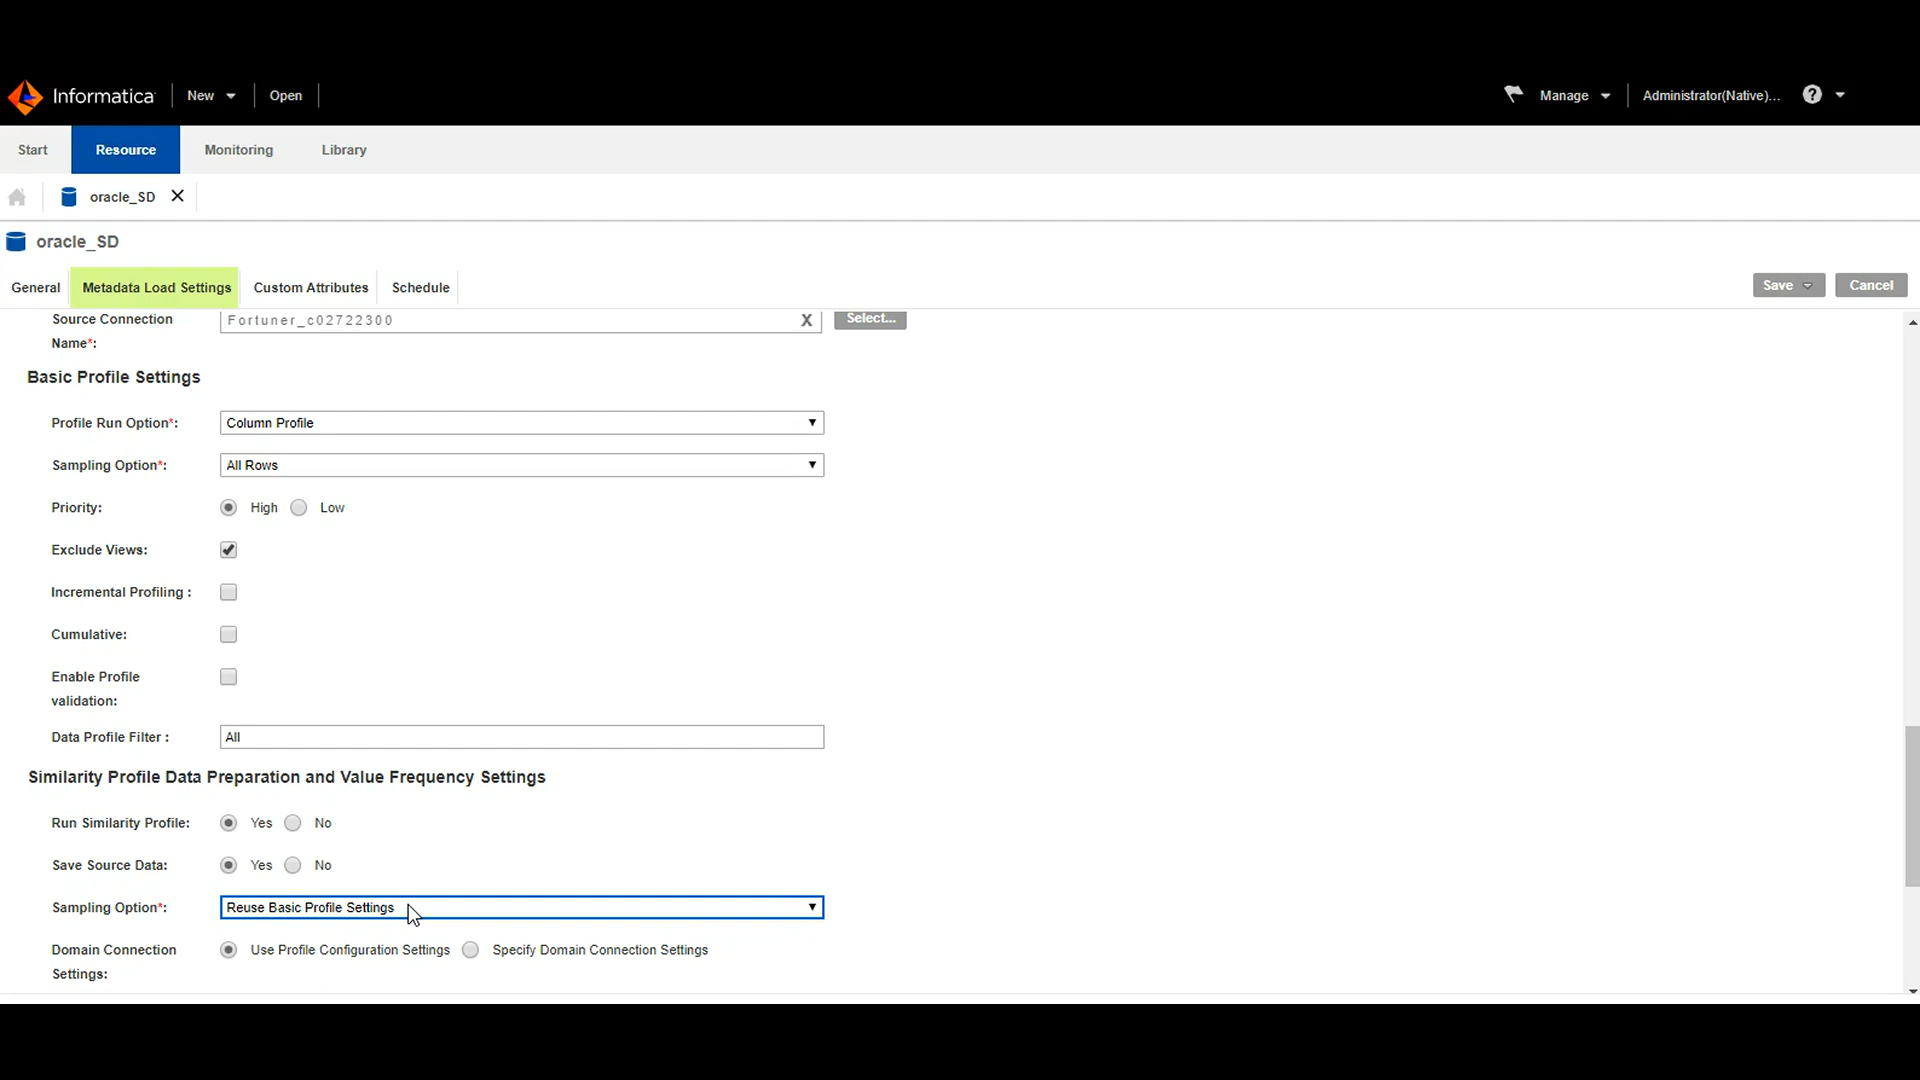 Informatica New Open Manage Administrator(Native)... ?
Start Resource Monitoring Library
oracle_SD
oracle_SD
General Metadata Load Settings Custom Attributes Schedule Save Cancel
Source Connection Name*: Fortuner_c02722300 X Select...
Basic Profile Settings
Profile Run Option*: Column Profile
Sampling Option*: All Rows
Priority: High Low
Exclude Views:
Incremental Profiling :
Cumulative:
Enable Profile
validation:
Data Profile Filter : All
Similarity Profile Data Preparation and Value Frequency Settings
Run Similarity Profile: Yes No
Save Source Data: Yes No
Sampling Option*: Reuse Basic Profile Settings
Domain Connection Use Profile Configuration Settings Specify Domain Connection Settings
Settings: